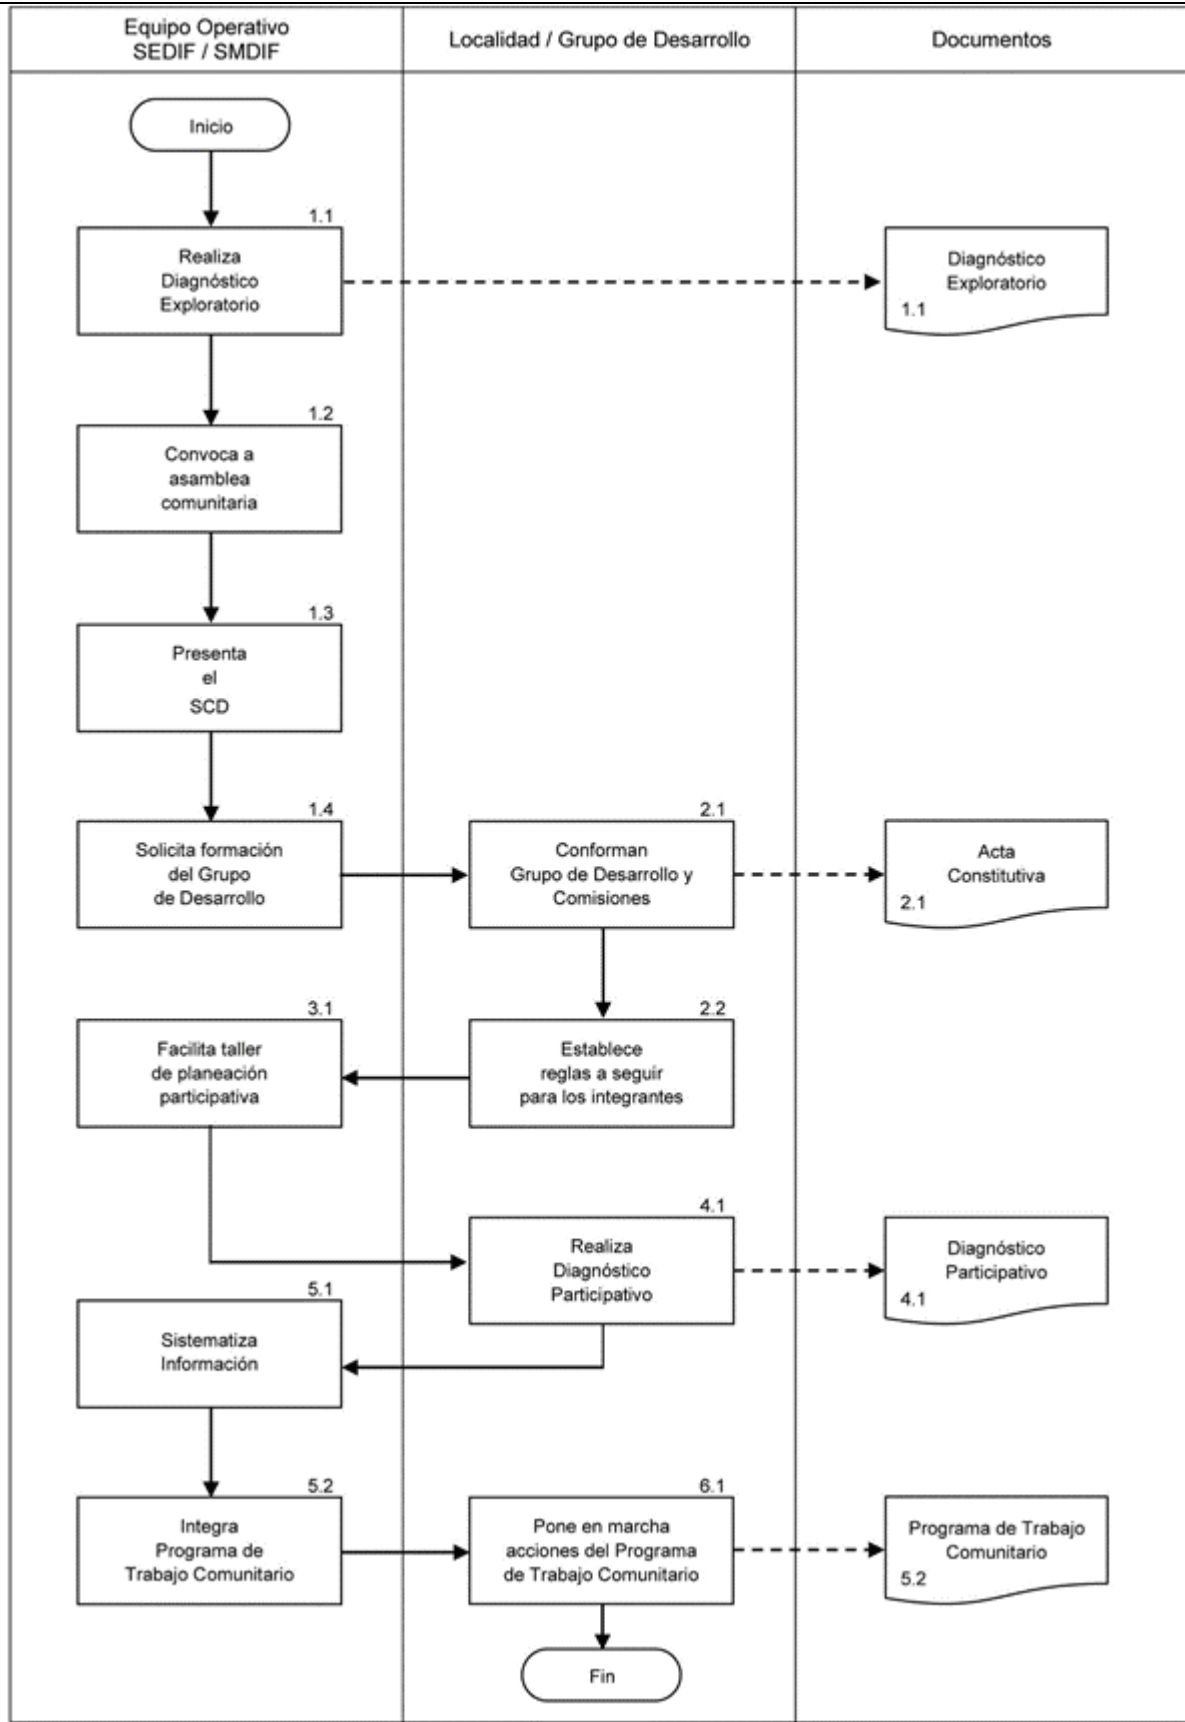 Equipo Operativo
SEDIF / SMDIF
Localidad / Grupo de Desarrollo
Documentos
Inicio
1.1
Realiza
Diagnóstico
Exploratorio
Diagnóstico
Exploratorio
1.1
1.2
Convoca a
asamblea
comunitaria
1.3
Presenta
el
SCD
1.4
Solicita formación
del Grupo
de Desarrollo
2.1
Conforman
Grupo de Desarrollo y
Comisiones
Acta
Constitutiva
2.1
2.2
Establece
reglas a seguir
para los integrantes
3.1
Facilita taller
de planeación
participativa
4.1
Realiza
Diagnóstico
Participativo
Diagnóstico
Participativo
4.1
5.1
Sistematiza
Información
5.2
Integra
Programa de
Trabajo Comunitario
6.1
Pone en marcha
acciones del Programa
de Trabajo Comunitario
Programa de Trabajo
Comunitario
5.2
Fin